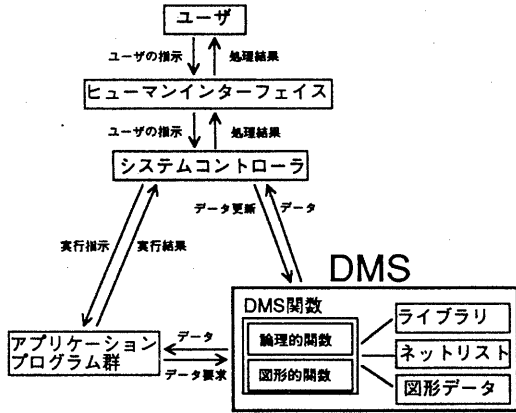 ユーザ
ユーザの指示
処理結果
ヒューマンインターフェイス
ユーザの指示
処理結果
システムコントローラ
データ更新
データ
実行指示
実行結果
DMS
DMS関数
論理的関数
図形的関数
ライブラリ
ネットリスト
図形データ
アプリケーション
プログラム群
データ
データ要求